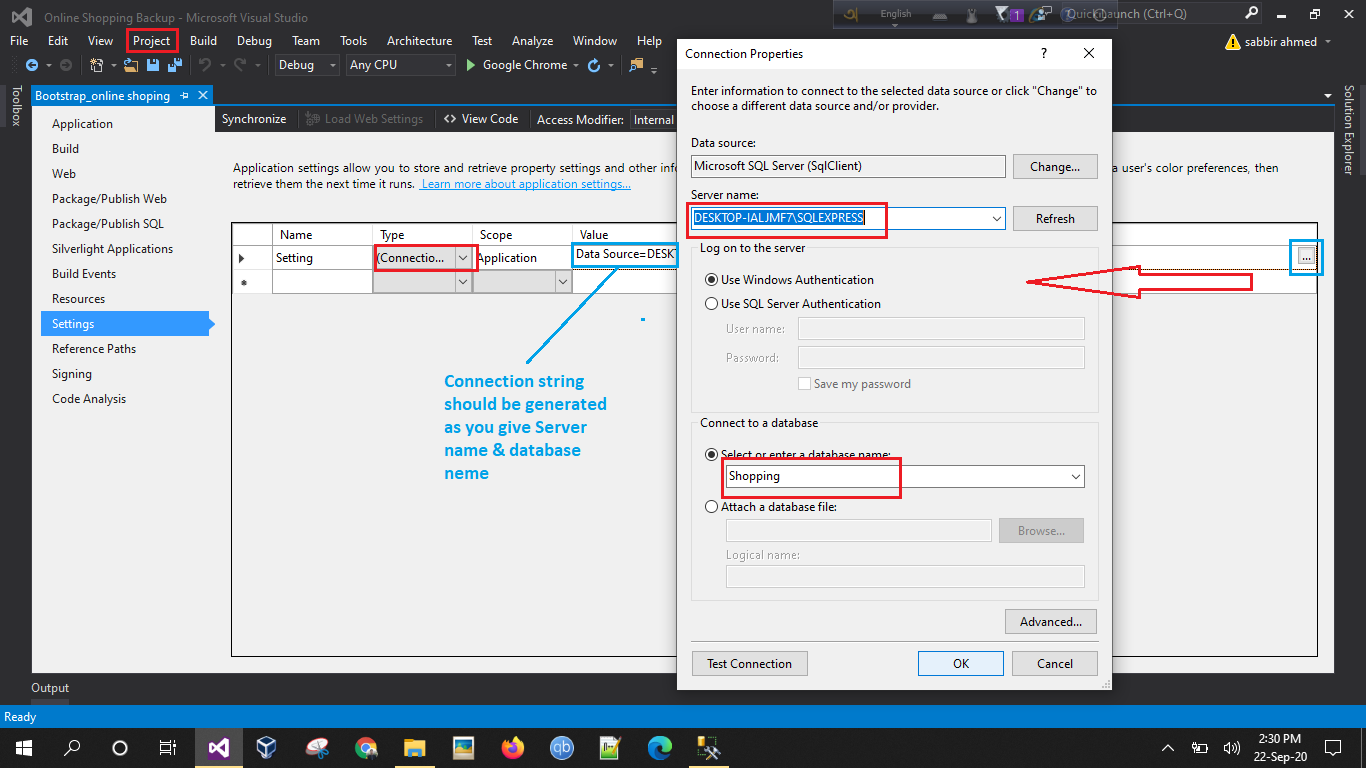 Online Shopping Backup - Microsoft Visual Studio
English
1
Quick Launch (Ctrl+Q)
File Edit View Project Build Debug Team Tools Architecture Test Analyze Window Help
sabbir ahmed
Debug Any CPU Google Chrome
Toolbox
Bootstrap_online shoping
Solution Explorer
Application
Build
Web
Package/Publish Web
Package/Publish SQL
Silverlight Applications
Build Events
Resources
Settings
Reference Paths
Signing
Code Analysis
Synchronize Load Web Settings View Code Access Modifier: Internal
Application settings allow you to store and retrieve property settings and other info
a user's color preferences, then
retrieve them the next time it runs. Learn more about application settings...
Name Type Scope Value
Setting (Connectio... Application Data Source=DESK
...
Connection string
should be generated
as you give Server
name & database
neme
Connection Properties
?
Enter information to connect to the selected data source or click "Change" to
choose a different data source and/or provider.
Data source:
Microsoft SQL Server (SqlClient) Change...
Server name:
DESKTOP-IALJMF7\SQLEXPRESS Refresh
Log on to the server
Use Windows Authentication
Use SQL Server Authentication
User name:
Password:
Save my password
Connect to a database
Select or enter a database name:
Shopping
Attach a database file:
Browse...
Logical name:
Advanced...
Test Connection OK Cancel
Output
Ready
qb
2:30 PM
22-Sep-20